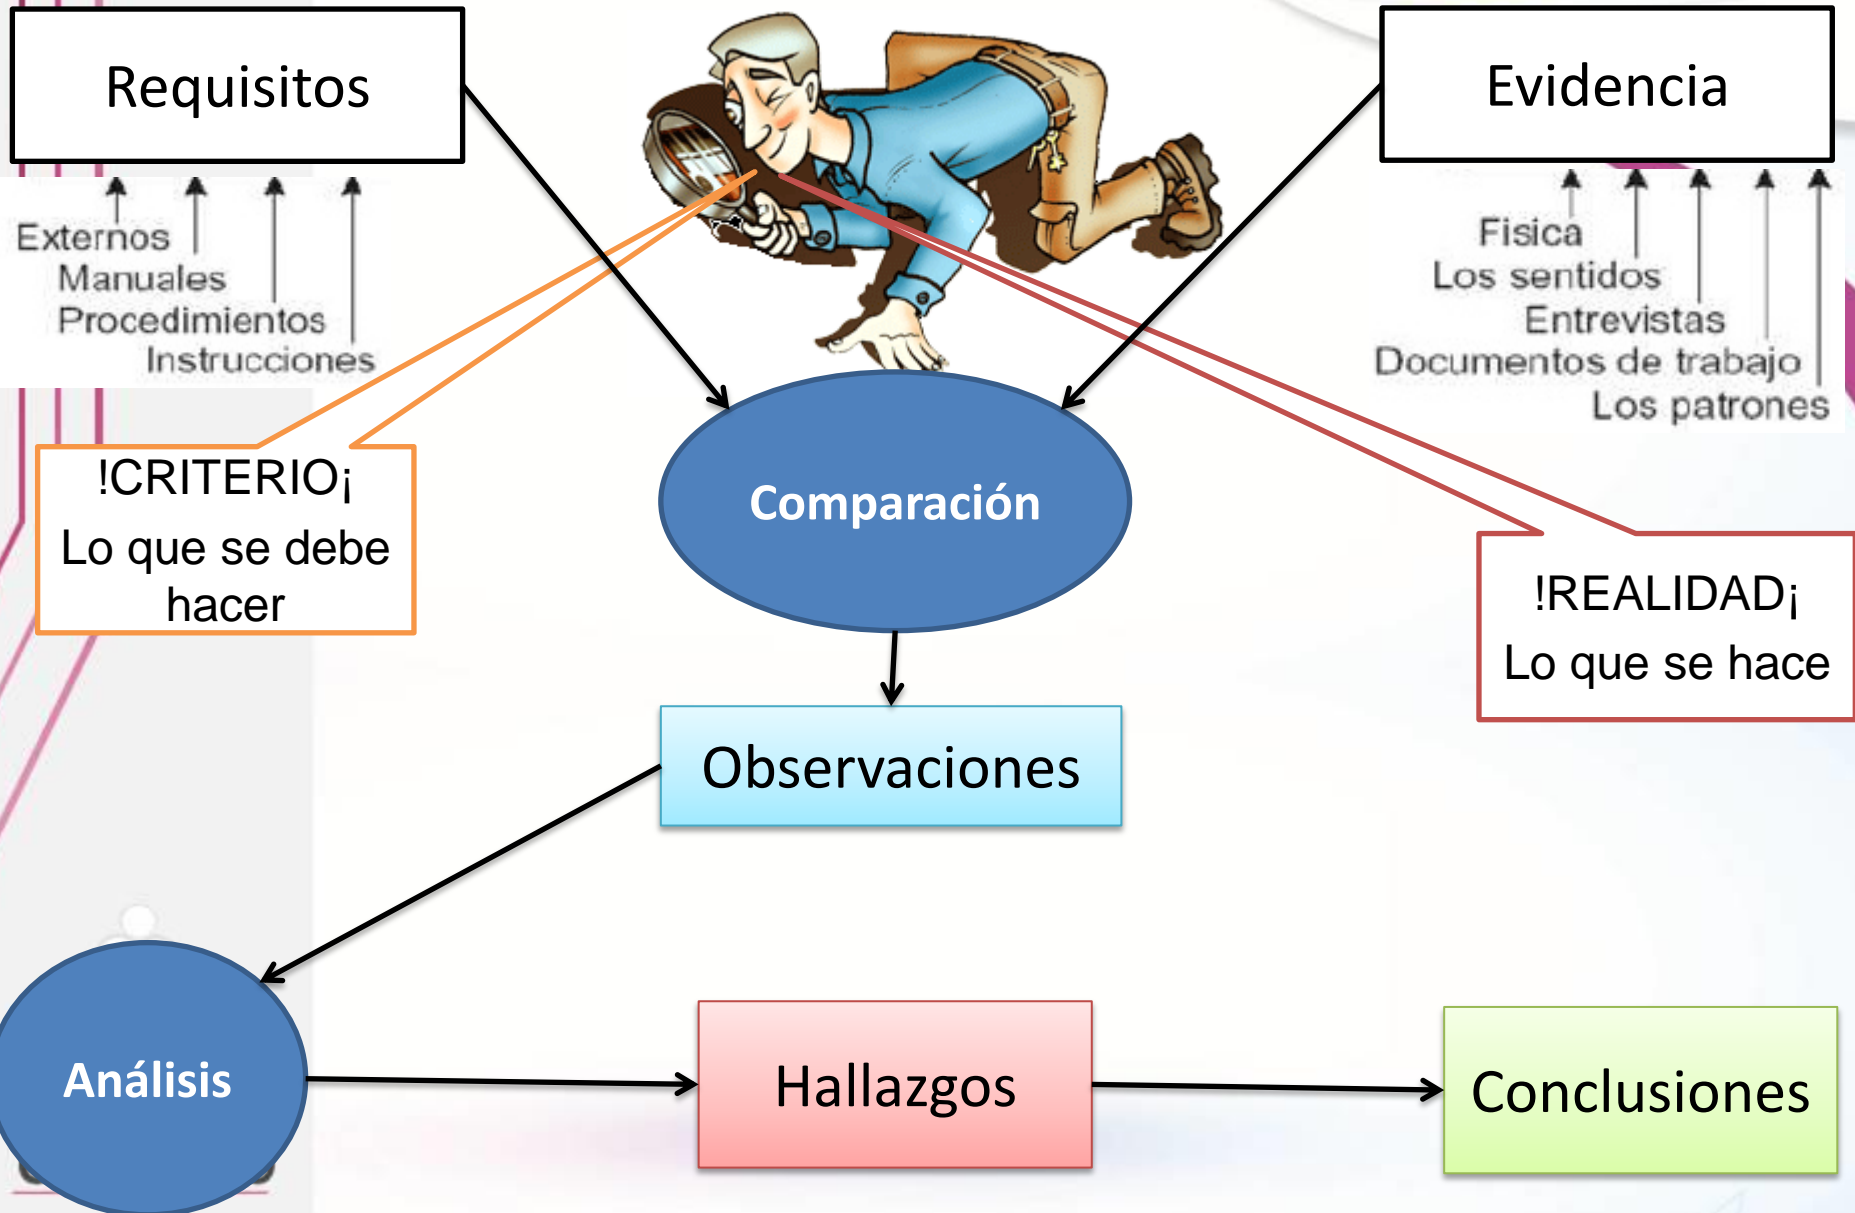 Requisitos
Evidencia
Externos
Manuales
Procedimientos
Instrucciones
Fisica
Los sentidos
Entrevistas
Documentos de trabajo
Los patrones
!CRITERIO¡
Lo que se debe
hacer
Comparación
!REALIDAD¡
Lo que se hace
Observaciones
Análisis
Hallazgos
Conclusiones